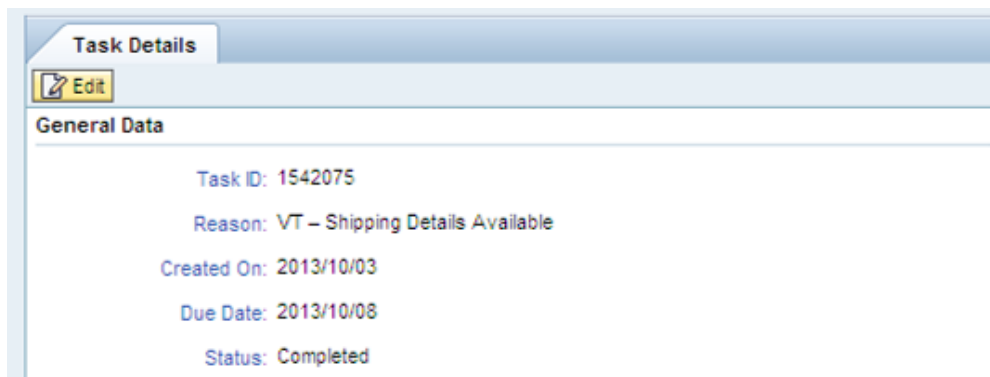 Task Details
Edit
General Data
Task ID: 1542075
Reason: VT – Shipping Details Available
Created On: 2013/10/03
Due Date: 2013/10/08
Status: Completed